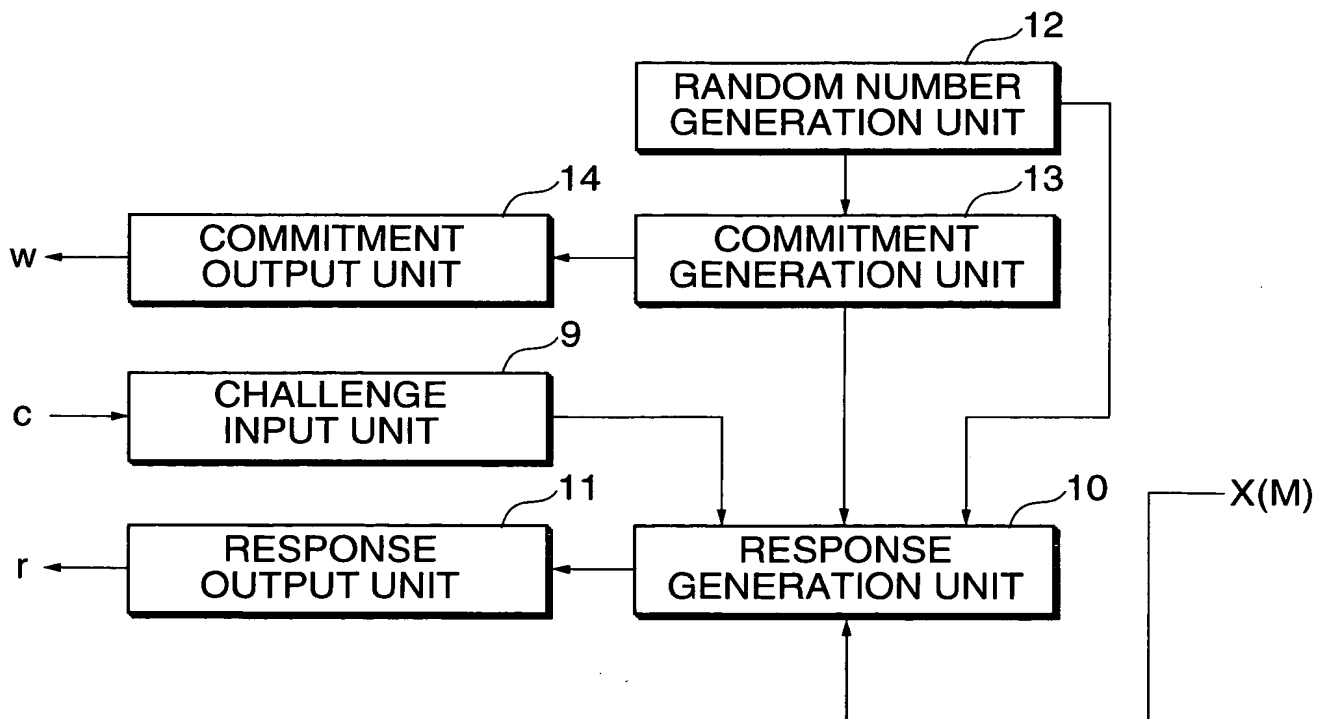 12
RANDOM NUMBER
GENERATION UNIT
14
13
COMMITMENT
OUTPUT UNIT
COMMITMENT
GENERATION UNIT
w
9
CHALLENGE
INPUT UNIT
c
11
10
X(M)
RESPONSE
OUTPUT UNIT
RESPONSE
GENERATION UNIT
r